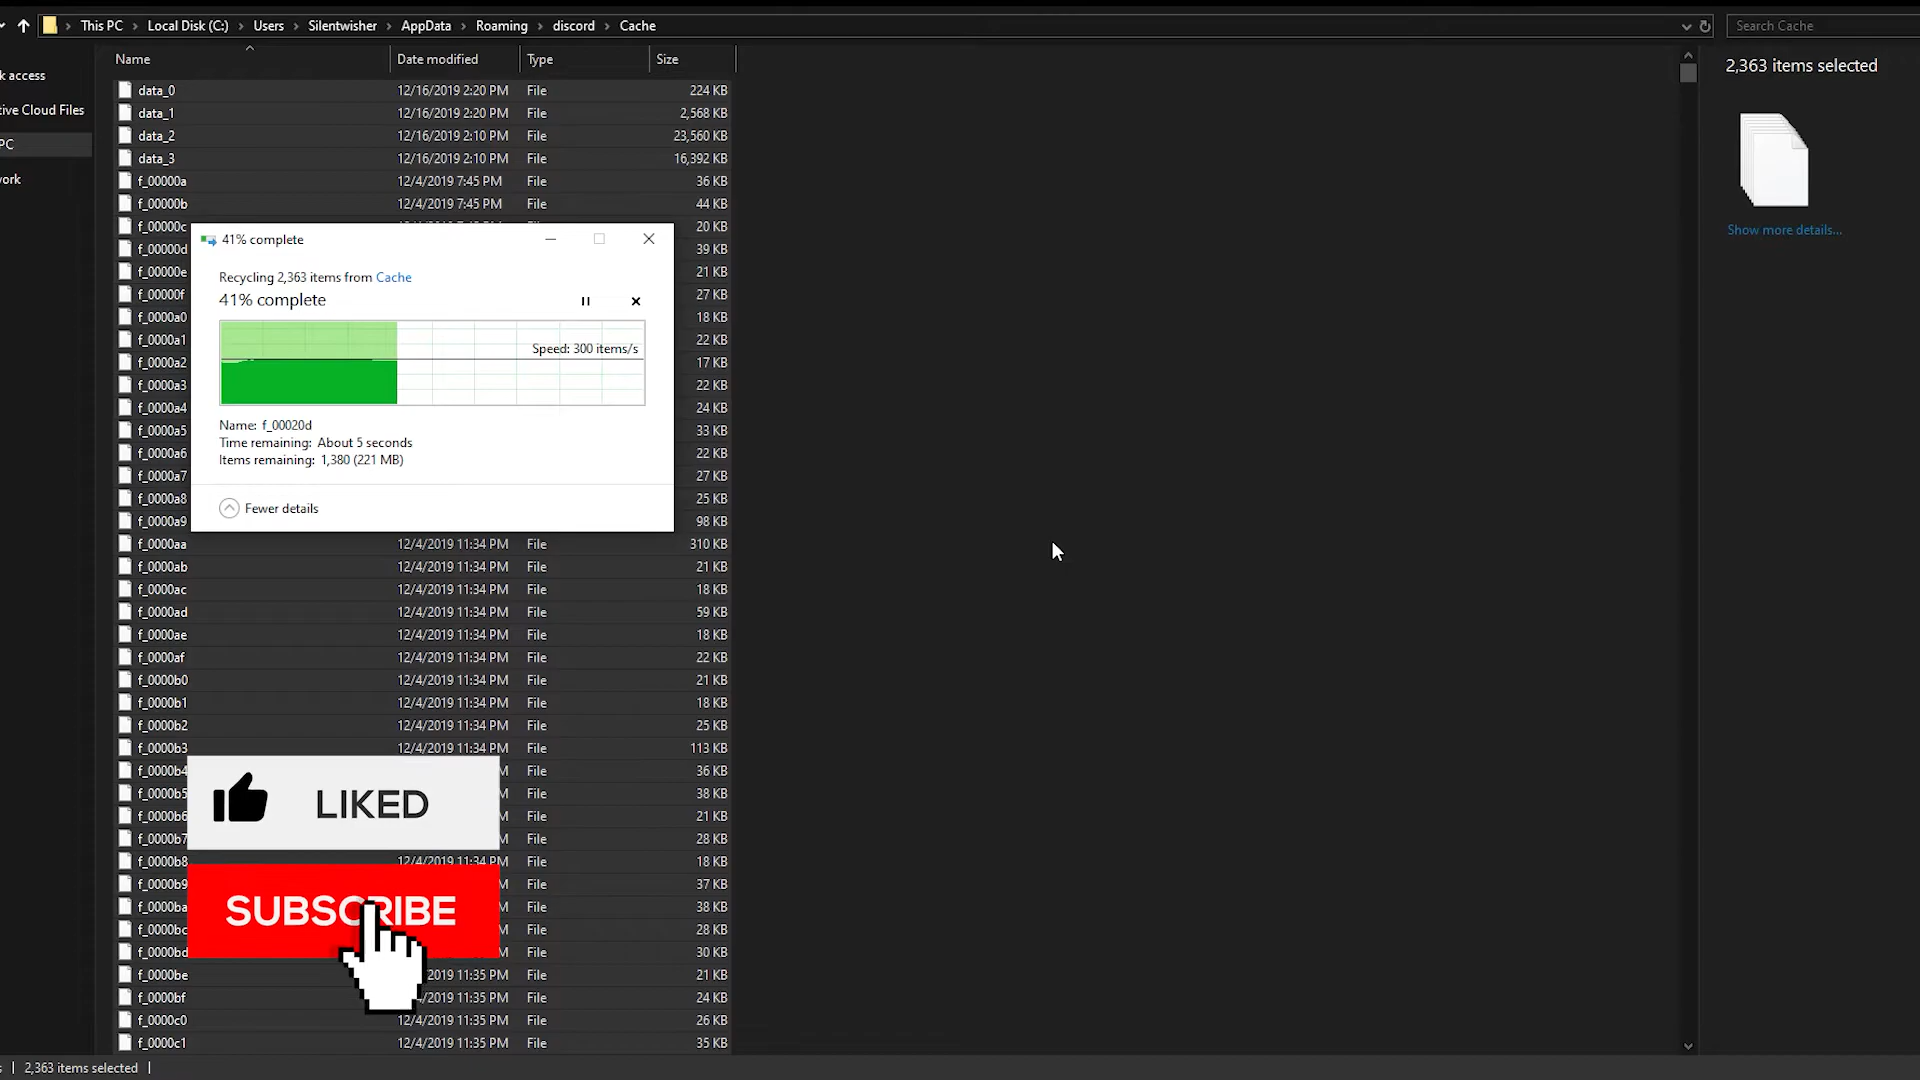 This PC > Local Disk (C:) > Users > Silentwisher > AppData > Roaming > discord > Cache
Search Cache
Name Date modified Type Size
2,363 items selected
Show more details...
k access
tive Cloud Files
PC
ork
data_0 12/16/2019 2:20 PM File 224 KB
data_1 12/16/2019 2:20 PM File 2,568 KB
data_2 12/16/2019 2:10 PM File 23,560 KB
data_3 12/16/2019 2:10 PM File 16,392 KB
f_00000a 12/4/2019 7:45 PM File 36 KB
f_00000b 12/4/2019 7:45 PM File 44 KB
f_00000c 20 KB
f_00000d 39 KB
f_00000e 21 KB
f_00000f 27 KB
f_0000a0 18 KB
f_0000a1 22 KB
f_0000a2 17 KB
f_0000a3 22 KB
f_0000a4 24 KB
f_0000a5 33 KB
f_0000a6 22 KB
f_0000a7 27 KB
f_0000a8 25 KB
f_0000a9 98 KB
41% complete
Recycling 2,363 items from Cache
41% complete
Speed: 300 items/s
Name: f_00020d
Time remaining: About 5 seconds
Items remaining: 1,380 (221 MB)
Fewer details
f_0000aa 12/4/2019 11:34 PM File 310 KB
f_0000ab 12/4/2019 11:34 PM File 21 KB
f_0000ac 12/4/2019 11:34 PM File 18 KB
f_0000ad 12/4/2019 11:34 PM File 59 KB
f_0000ae 12/4/2019 11:34 PM File 18 KB
f_0000af 12/4/2019 11:34 PM File 22 KB
f_0000b0 12/4/2019 11:34 PM File 21 KB
f_0000b1 12/4/2019 11:34 PM File 18 KB
f_0000b2 12/4/2019 11:34 PM File 25 KB
f_0000b3 12/4/2019 11:34 PM File 113 KB
f_0000b4 M File 36 KB
f_0000b5 M File 38 KB
f_0000b6 M File 21 KB
f_0000b7 M File 28 KB
f_0000b8 12/4/2019 11:34 PM File 18 KB
f_0000b9 M File 37 KB
f_0000ba M File 38 KB
f_0000bc M File 28 KB
f_0000bd M File 30 KB
f_0000be 2019 11:35 PM File 21 KB
f_0000bf /2019 11:35 PM File 24 KB
f_0000c0 12/4/2019 11:35 PM File 26 KB
f_0000c1 12/4/2019 11:35 PM File 35 KB
LIKED
SUBSCRIBE
s 2,363 items selected